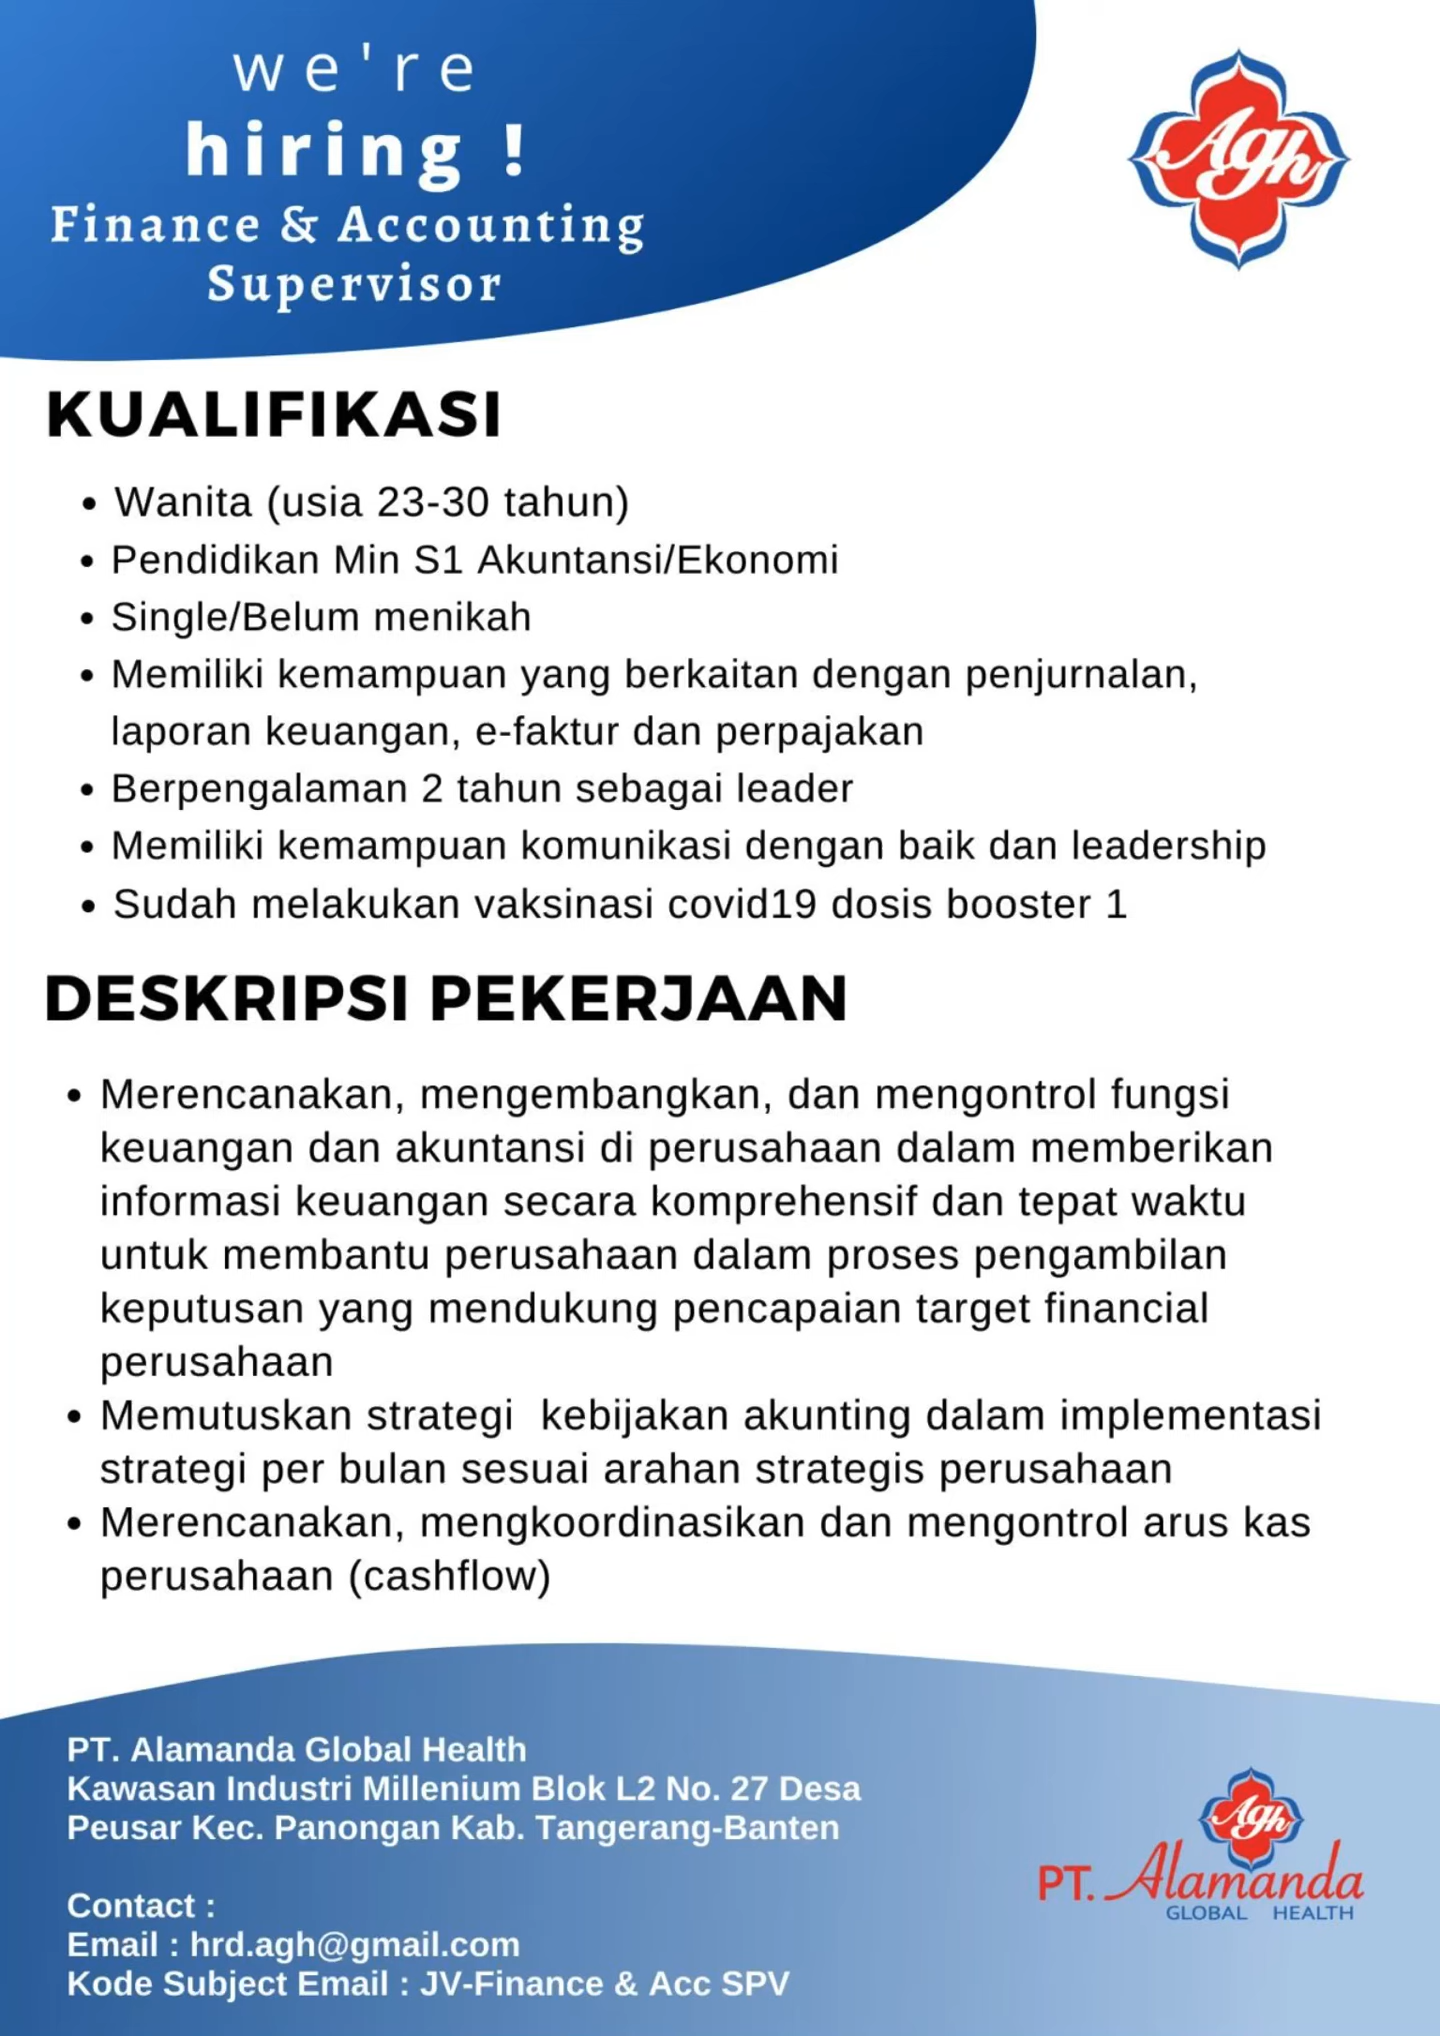 we're
hiring !
Finance & Accounting
Supervisor
Agh
KUALIFIKASI
• Wanita (usia 23-30 tahun)
• Pendidikan Min S1 Akuntansi/Ekonomi
• Single/Belum menikah
• Memiliki kemampuan yang berkaitan dengan penjurnalan,
laporan keuangan, e-faktur dan perpajakan
• Berpengalaman 2 tahun sebagai leader
• Memiliki kemampuan komunikasi dengan baik dan leadership
• Sudah melakukan vaksinasi covid19 dosis booster 1
DESKRIPSI PEKERJAAN
• Merencanakan, mengembangkan, dan mengontrol fungsi
keuangan dan akuntansi di perusahaan dalam memberikan
informasi keuangan secara komprehensif dan tepat waktu
untuk membantu perusahaan dalam proses pengambilan
keputusan yang mendukung pencapaian target financial
perusahaan
• Memutuskan strategi  kebijakan akunting dalam implementasi
strategi per bulan sesuai arahan strategis perusahaan
• Merencanakan, mengkoordinasikan dan mengontrol arus kas
perusahaan (cashflow)
PT. Alamanda Global Health
Kawasan Industri Millenium Blok L2 No. 27 Desa
Peusar Kec. Panongan Kab. Tangerang-Banten
Contact :
Email : hrd.agh@gmail.com
Kode Subject Email : JV-Finance & Acc SPV
Agh
PT. Alamanda
GLOBAL HEALTH